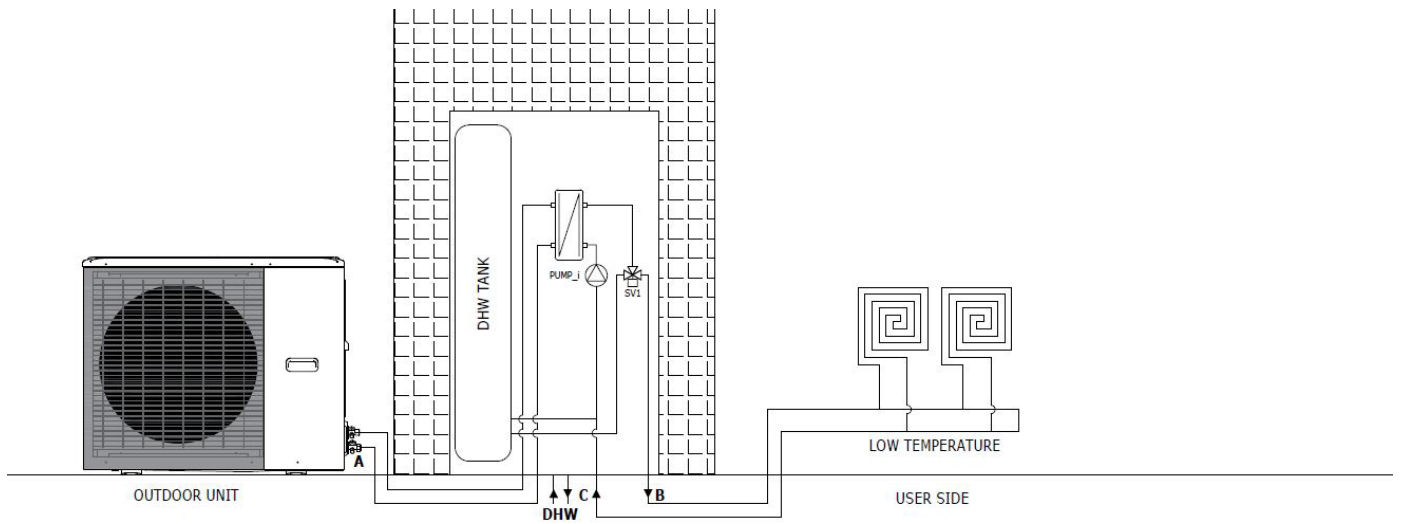 DHW TANK
PUMP_i
SV1
A
LOW TEMPERATURE
OUTDOOR UNIT
C
B
USER SIDE
DHW